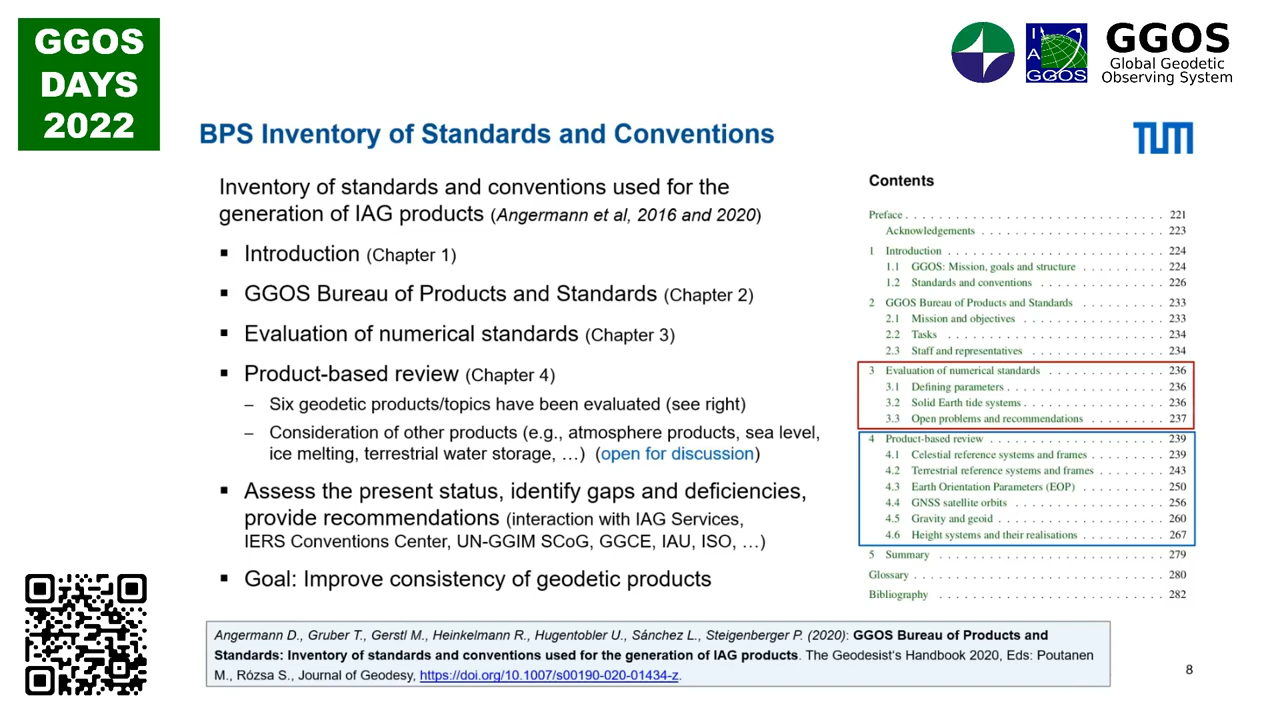 GGOS
DAYS
2022
I
A
GGOS
GGOS
Global Geodetic
Observing System
BPS Inventory of Standards and Conventions
TUM
Inventory of standards and conventions used for the
generation of IAG products (Angermann et al, 2016 and 2020)
▪ Introduction (Chapter 1)
▪ GGOS Bureau of Products and Standards (Chapter 2)
▪ Evaluation of numerical standards (Chapter 3)
▪ Product-based review (Chapter 4)
– Six geodetic products/topics have been evaluated (see right)
– Consideration of other products (e.g., atmosphere products, sea level,
ice melting, terrestrial water storage, …) (open for discussion)
▪ Assess the present status, identify gaps and deficiencies,
provide recommendations (interaction with IAG Services,
IERS Conventions Center, UN-GGIM SCoG, GGCE, IAU, ISO, …)
▪ Goal: Improve consistency of geodetic products
Contents
Preface . . . . . 221
Acknowledgements . . . . . 223
1 Introduction . . . . . 224
1.1 GGOS: Mission, goals and structure . . . . . 224
1.2 Standards and conventions . . . . . 226
2 GGOS Bureau of Products and Standards . . . . . 233
2.1 Mission and objectives . . . . . 233
2.2 Tasks . . . . . 234
2.3 Staff and representatives . . . . . 234
3 Evaluation of numerical standards . . . . . 236
3.1 Defining parameters . . . . . 236
3.2 Solid Earth tide systems . . . . . 236
3.3 Open problems and recommendations . . . . . 237
4 Product-based review . . . . . 239
4.1 Celestial reference systems and frames . . . . . 239
4.2 Terrestrial reference systems and frames . . . . . 243
4.3 Earth Orientation Parameters (EOP) . . . . . 250
4.4 GNSS satellite orbits . . . . . 256
4.5 Gravity and geoid . . . . . 260
4.6 Height systems and their realisations . . . . . 267
5 Summary . . . . . 279
Glossary . . . . . 280
Bibliography . . . . . 282
Angermann D., Gruber T., Gerstl M., Heinkelmann R., Hugentobler U., Sánchez L., Steigenberger P. (2020): GGOS Bureau of Products and
Standards: Inventory of standards and conventions used for the generation of IAG products. The Geodesist's Handbook 2020, Eds: Poutanen
M., Rózsa S., Journal of Geodesy, https://doi.org/10.1007/s00190-020-01434-z.
8